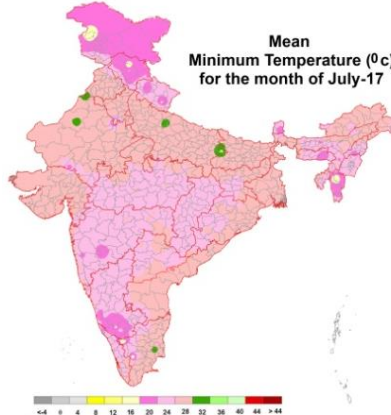 Mean
Minimum Temperature (⁰c)
for the month of July-17
<-4 0 4 8 12 16 20 24 28 32 36 40 44 >44